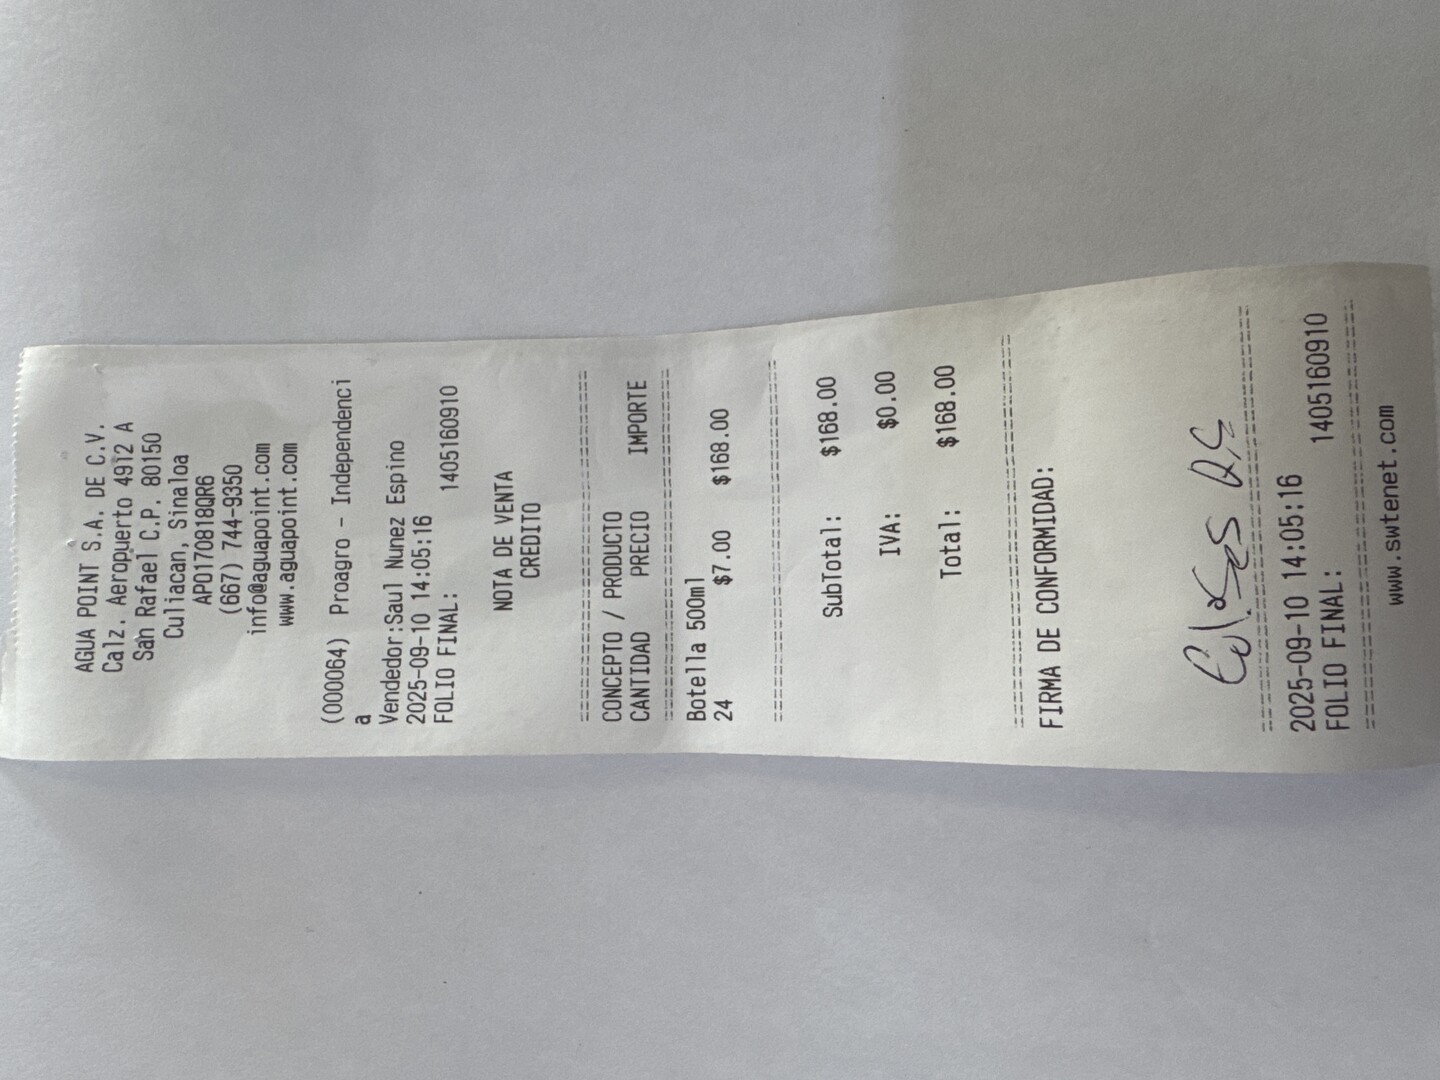 AGUA POINT S.A. DE C.V.
Calz. Aeropuerto 4912 A
San Rafael C.P. 80150
Culiacan, Sinaloa
APO170818QR6
(667) 744-9350
info@aguapoint.com
www.aguapoint.com
(000064) Proagro - Independenci
a
Vendedor:Saul Nunez Espino
2025-09-10 14:05:16
FOLIO FINAL: 1405160910
NOTA DE VENTA
CREDITO
================================
CONCEPTO / PRODUCTO
CANTIDAD PRECIO IMPORTE
================================
Botella 500ml
24 $7.00 $168.00
================================
SubTotal: $168.00
IVA: $0.00
Total: $168.00
================================
FIRMA DE CONFORMIDAD:
================================
2025-09-10 14:05:16
FOLIO FINAL: 1405160910
================================
www.swtenet.com